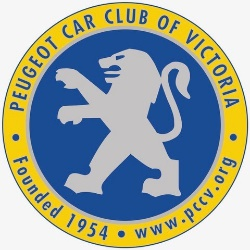 • PEUGEOT CAR CLUB OF VICTORIA •
Founded 1954 • www.pccv.org